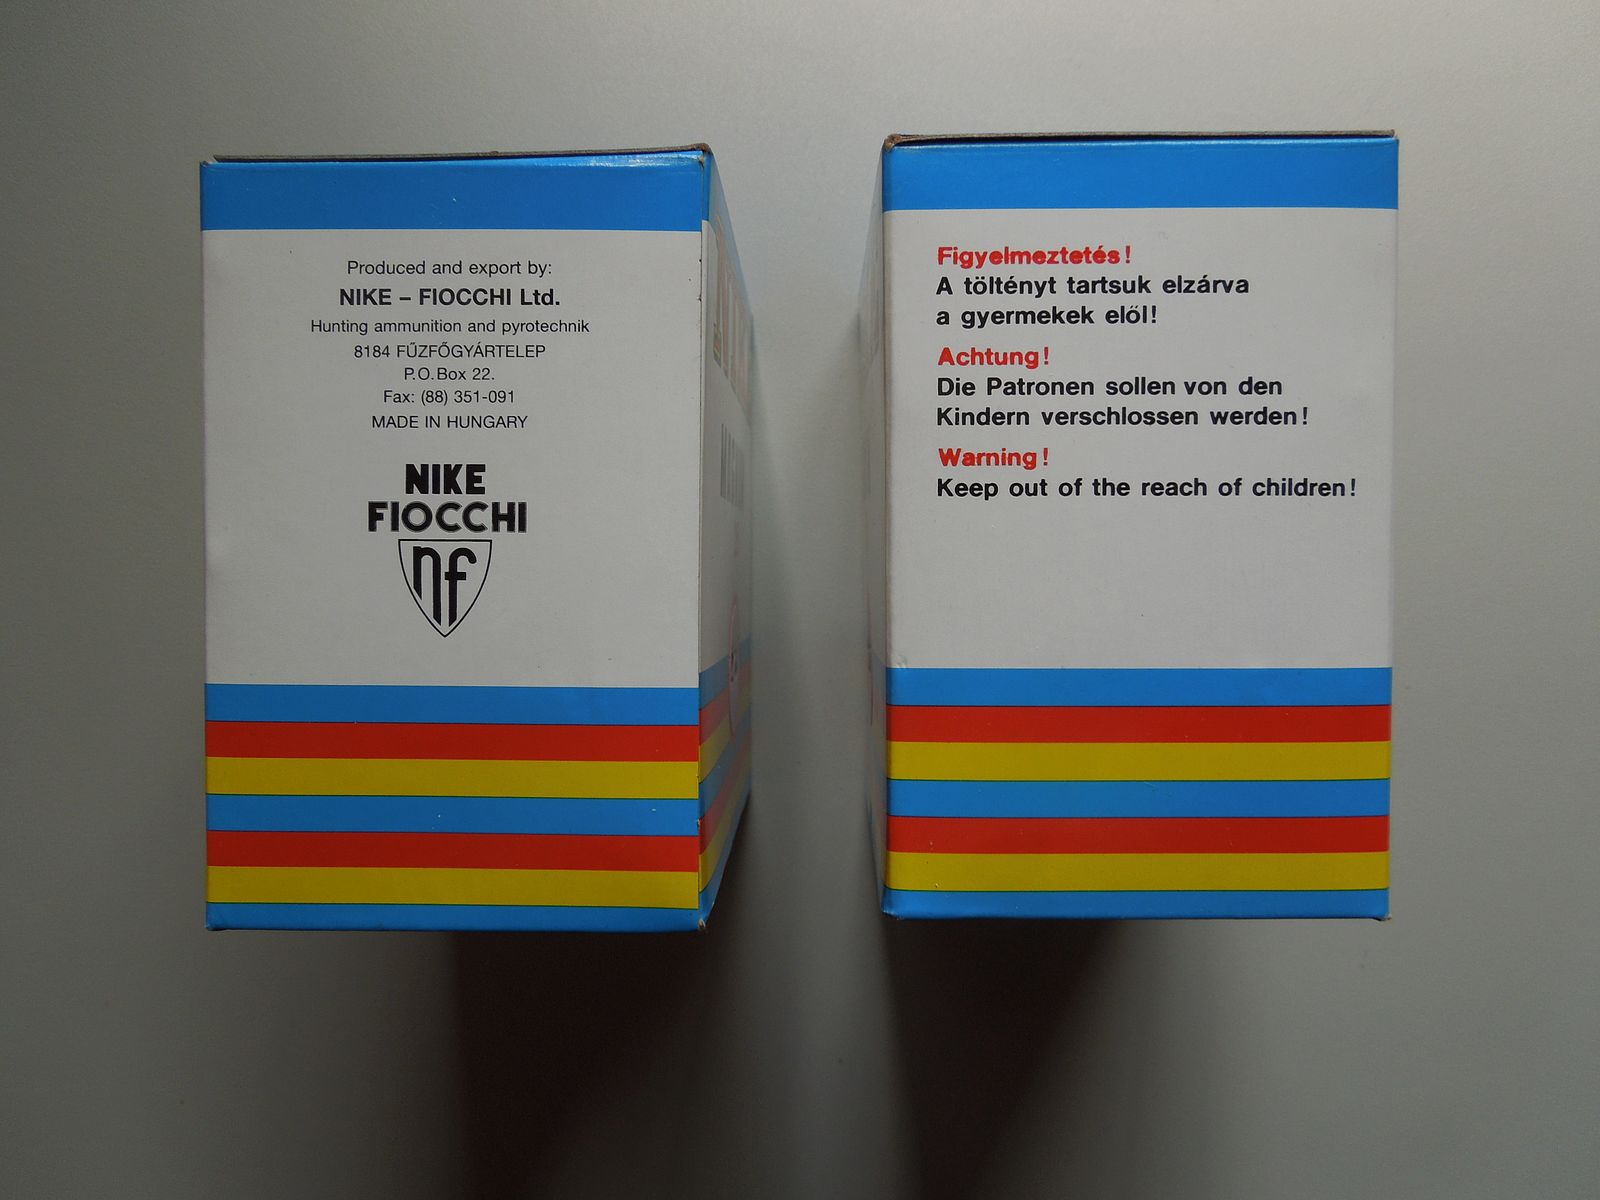 Produced and export by:
NIKE – FIOCCHI Ltd.
Hunting ammunition and pyrotechnik
8184 FŰZFŐGYÁRTELEP
P.O.Box 22.
Fax: (88) 351-091
MADE IN HUNGARY
NIKE
FIOCCHI
nf
Figyelmeztetés!
A töltényt tartsuk elzárva
a gyermekek elől!
Achtung!
Die Patronen sollen von den
Kindern verschlossen werden!
Warning!
Keep out of the reach of children!